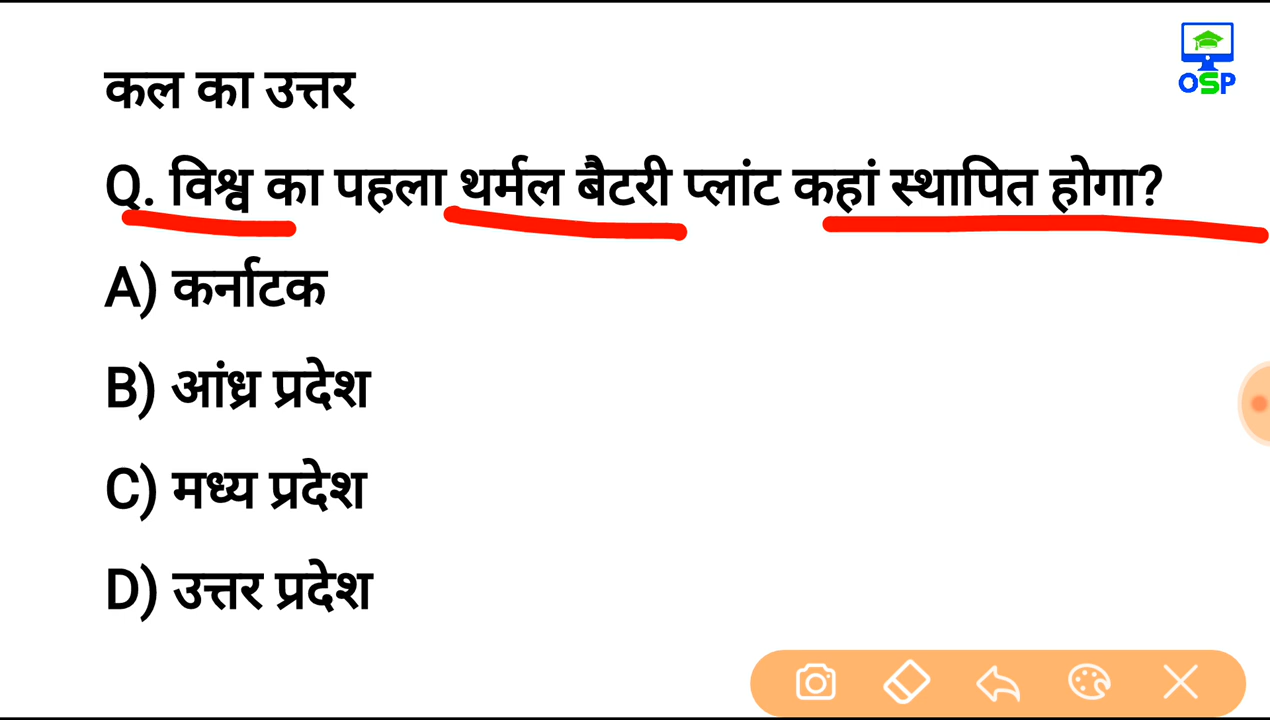 OSP
कल का उत्तर
Q. विश्व का पहला थर्मल बैटरी प्लांट कहां स्थापित होगा?
A) कर्नाटक
B) आंध्र प्रदेश
C) मध्य प्रदेश
D) उत्तर प्रदेश